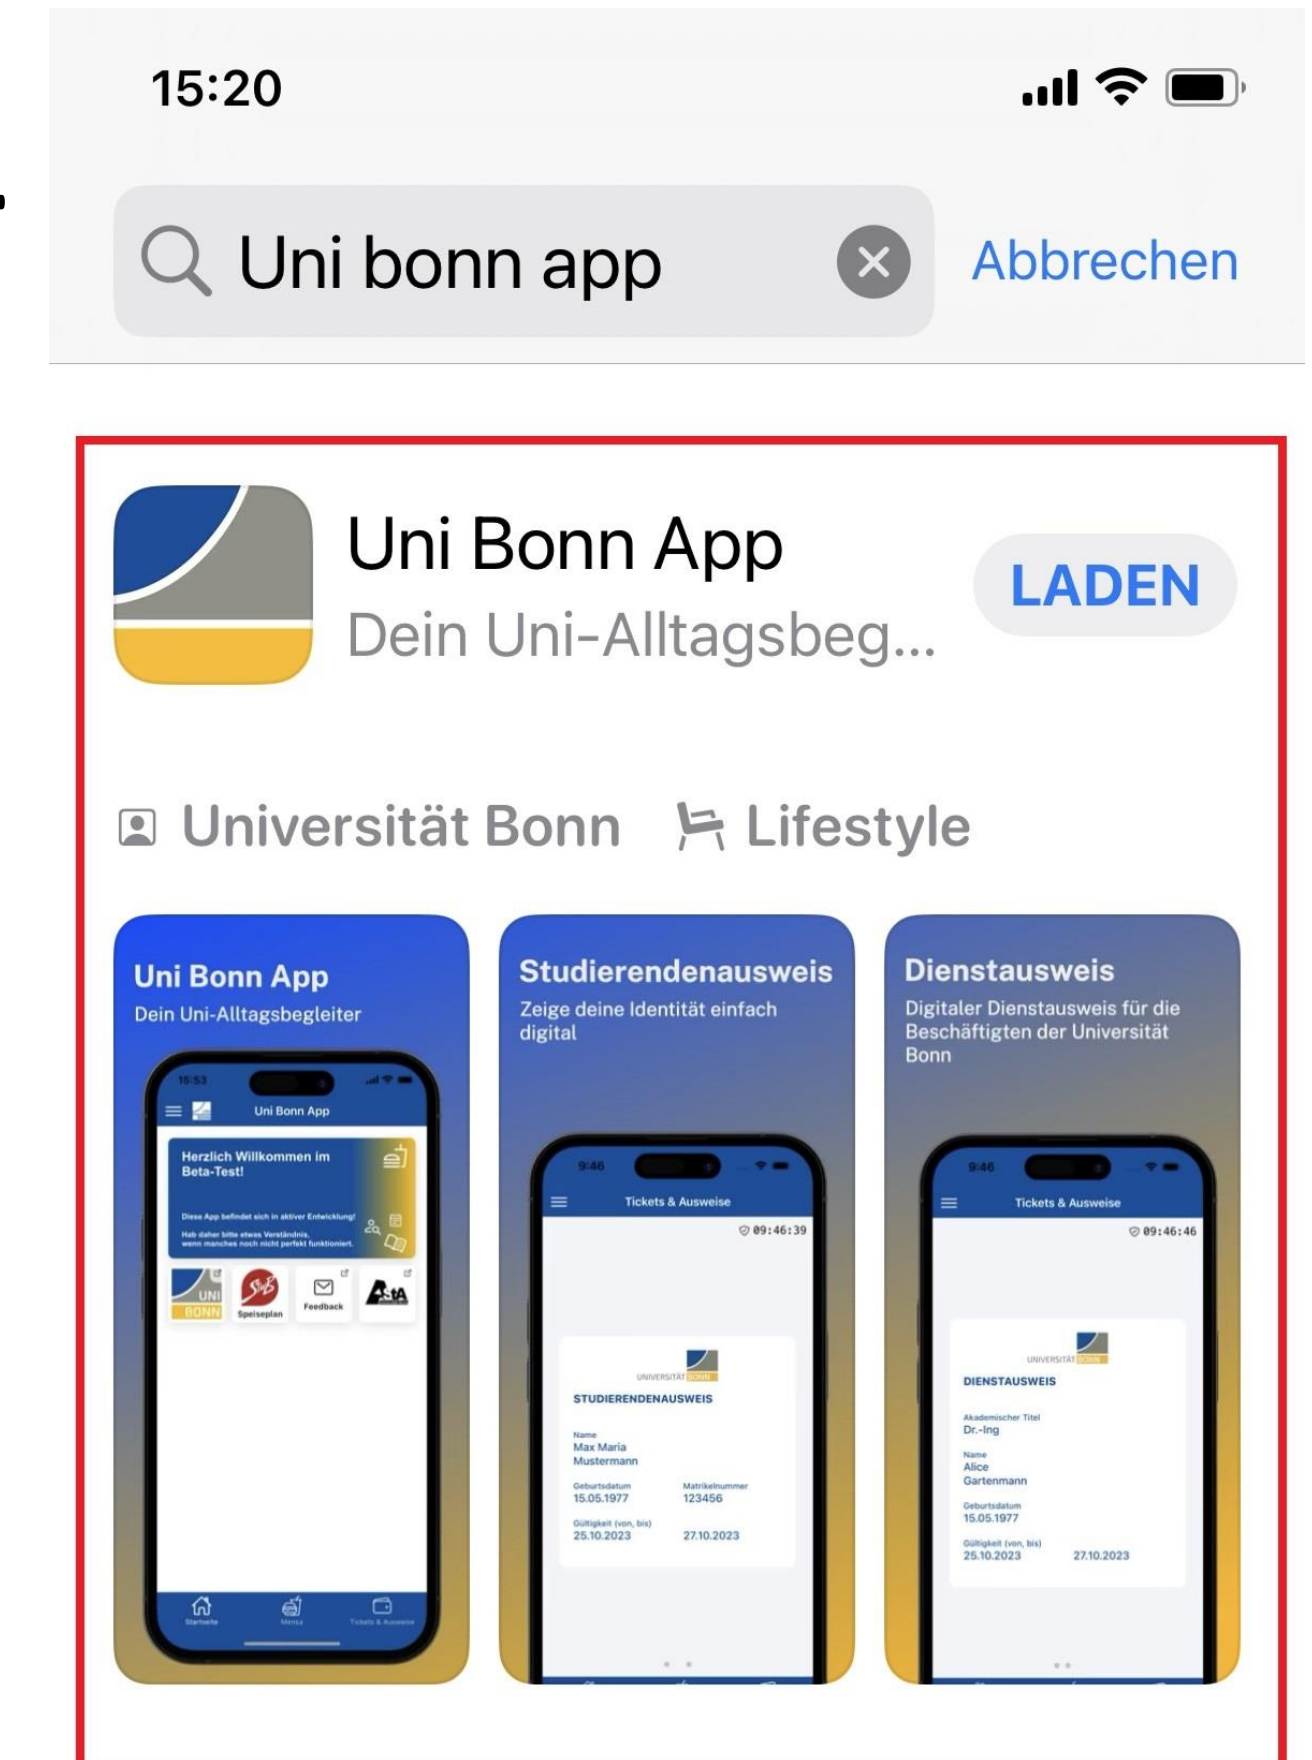 15:20
Uni bonn app
Abbrechen
Uni Bonn App
LADEN
Dein Uni-Alltagsbeg...
Universität Bonn
Lifestyle
Uni Bonn App
Dein Uni-Alltagsbegleiter
15:53
Uni Bonn App
Herzlich Willkommen im
Beta-Test!
Diese App befindet sich in aktiver Entwicklung!
Hab daher bitte etwas Verständnis,
wenn manches noch nicht perfekt funktioniert.
UNI
BONN
StwB
Speiseplan
Feedback
AStA
Startseite
Mensa
Tickets & Ausweise
Studierendenausweis
Zeige deine Identität einfach
digital
9:46
Tickets & Ausweise
09:46:39
UNIVERSITÄT BONN
STUDIERENDENAUSWEIS
Name
Max Maria
Mustermann
Geburtsdatum Matrikelnummer
15.05.1977 123456
Gültigkeit (von, bis)
25.10.2023 27.10.2023
Dienstausweis
Digitaler Dienstausweis für die
Beschäftigten der Universität
Bonn
9:46
Tickets & Ausweise
09:46:46
UNIVERSITÄT BONN
DIENSTAUSWEIS
Akademischer Titel
Dr.-Ing
Name
Alice
Gartenmann
Geburtsdatum
15.05.1977
Gültigkeit (von, bis)
25.10.2023 27.10.2023